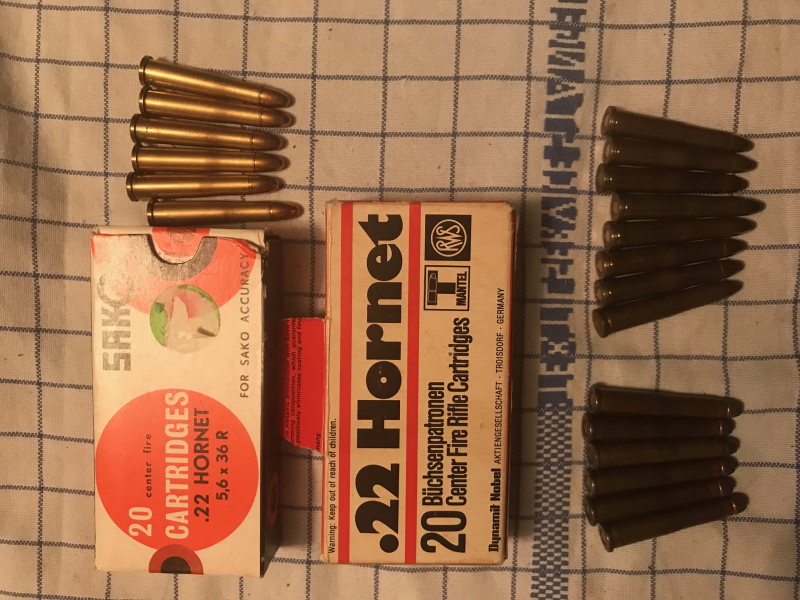 SAKO
FOR SAKO ACCURACY
20 center fire
CARTRIDGES
.22 HORNET
5,6 x 36 R
Warning: Keep out of reach of children.
.22 Hornet
20 Büchsenpatronen
Center Fire Rifle Cartridges
Dynamit Nobel AKTIENGESELLSCHAFT · TROISDORF · GERMANY
RWS
MANTEL